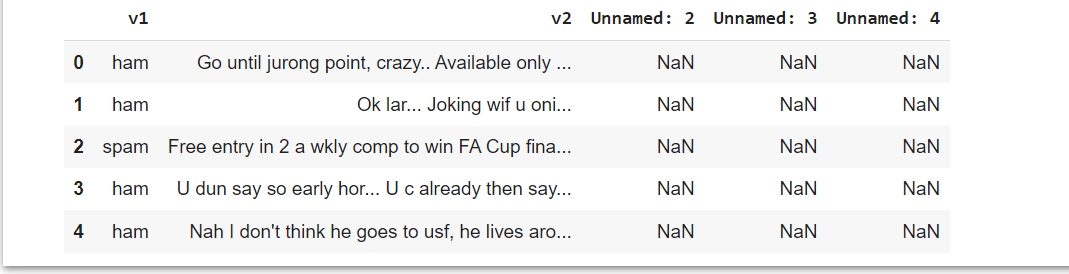 v1 v2 Unnamed: 2 Unnamed: 3 Unnamed: 4
0 ham Go until jurong point, crazy.. Available only ... NaN NaN NaN
1 ham Ok lar... Joking wif u oni... NaN NaN NaN
2 spam Free entry in 2 a wkly comp to win FA Cup fina... NaN NaN NaN
3 ham U dun say so early hor... U c already then say... NaN NaN NaN
4 ham Nah I don't think he goes to usf, he lives aro... NaN NaN NaN